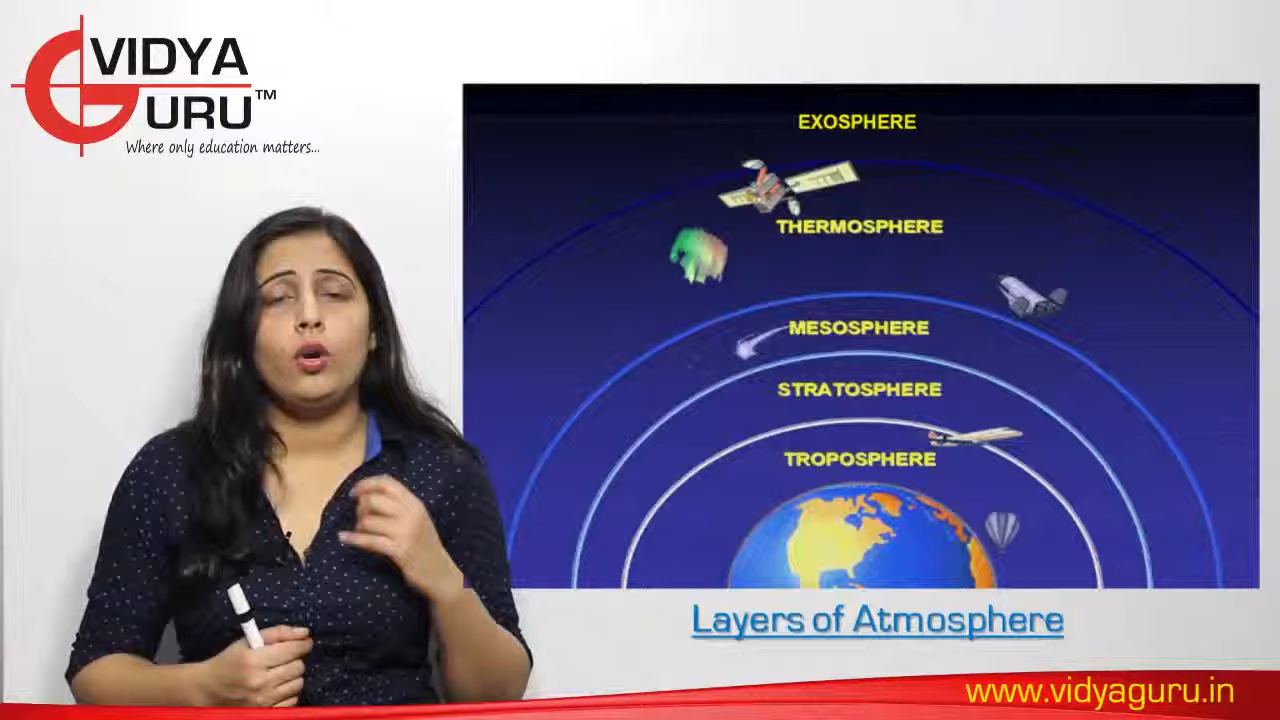 VIDYA
GURU™
Where only education matters...
EXOSPHERE
THERMOSPHERE
MESOSPHERE
STRATOSPHERE
TROPOSPHERE
Layers of Atmosphere
www.vidyaguru.in